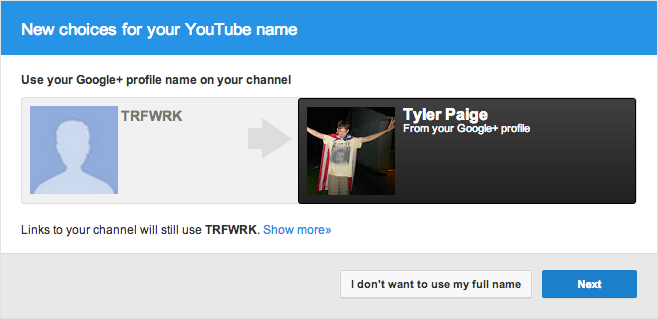 New choices for your YouTube name
Use your Google+ profile name on your channel
TRFWRK
Tyler Paige
From your Google+ profile
Links to your channel will still use TRFWRK. Show more»
I don't want to use my full name
Next